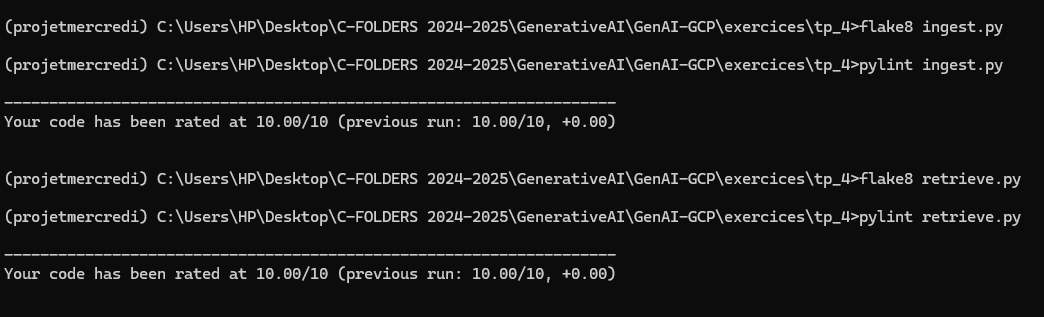 (projetmercredi) C:\Users\HP\Desktop\C-FOLDERS 2024-2025\GenerativeAI\GenAI-GCP\exercices\tp_4>flake8 ingest.py
(projetmercredi) C:\Users\HP\Desktop\C-FOLDERS 2024-2025\GenerativeAI\GenAI-GCP\exercices\tp_4>pylint ingest.py
--------------------------------------------------------------------
Your code has been rated at 10.00/10 (previous run: 10.00/10, +0.00)
(projetmercredi) C:\Users\HP\Desktop\C-FOLDERS 2024-2025\GenerativeAI\GenAI-GCP\exercices\tp_4>flake8 retrieve.py
(projetmercredi) C:\Users\HP\Desktop\C-FOLDERS 2024-2025\GenerativeAI\GenAI-GCP\exercices\tp_4>pylint retrieve.py
--------------------------------------------------------------------
Your code has been rated at 10.00/10 (previous run: 10.00/10, +0.00)